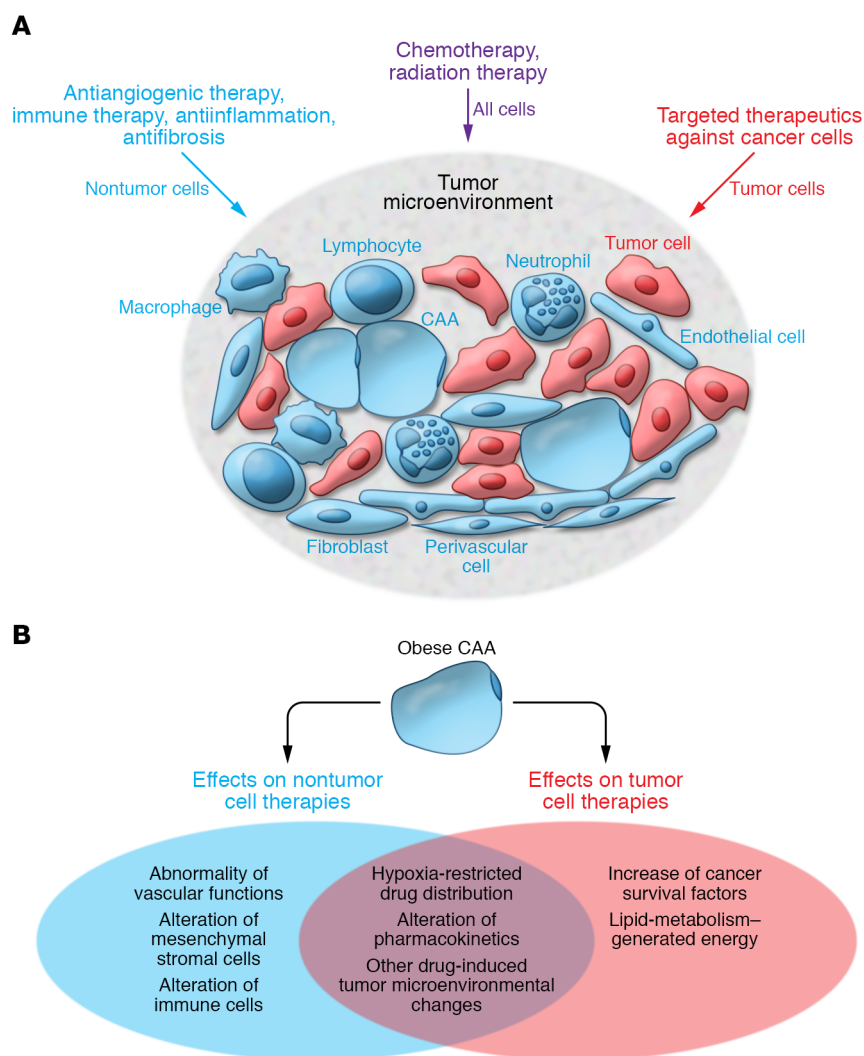 A
Chemotherapy,
radiation therapy
All cells
Antiangiogenic therapy,
immune therapy, antiinflammation,
antifibrosis
Nontumor cells
Targeted therapeutics
against cancer cells
Tumor cells
Tumor
microenvironment
Lymphocyte
Tumor cell
Neutrophil
Macrophage
CAA
Endothelial cell
Fibroblast
Perivascular
cell
B
Obese CAA
Effects on nontumor
cell therapies
Effects on tumor
cell therapies
Abnormality of
vascular functions
Alteration of
mesenchymal
stromal cells
Alteration of
immune cells
Hypoxia-restricted
drug distribution
Alteration of
pharmacokinetics
Other drug-induced
tumor microenvironmental
changes
Increase of cancer
survival factors
Lipid-metabolism–
generated energy